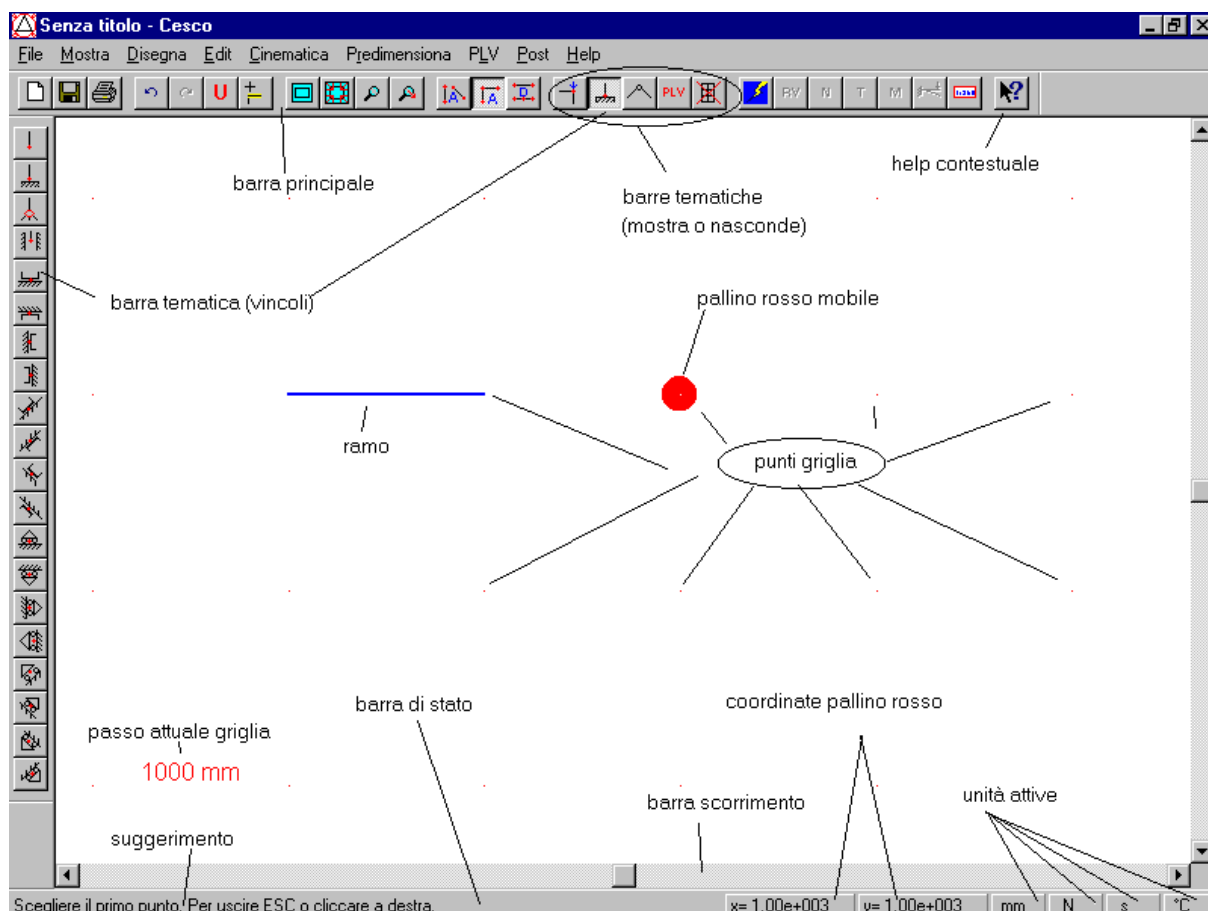 Senza titolo - Cesco
File Mostra Disegna Edit Cinematica Predimensiona PLV Post Help
U A A D PLV RV N T M ?
help contestuale
barra principale
barre tematiche
(mostra o nasconde)
barra tematica (vincoli)
pallino rosso mobile
ramo
punti griglia
barra di stato
coordinate pallino rosso
passo attuale griglia
1000 mm
barra scorrimento
unità attive
suggerimento
Scegliere il primo punto. Per uscire ESC o cliccare a destra.
x= 1.00e+003 y= 1.00e+003 mm N s °C